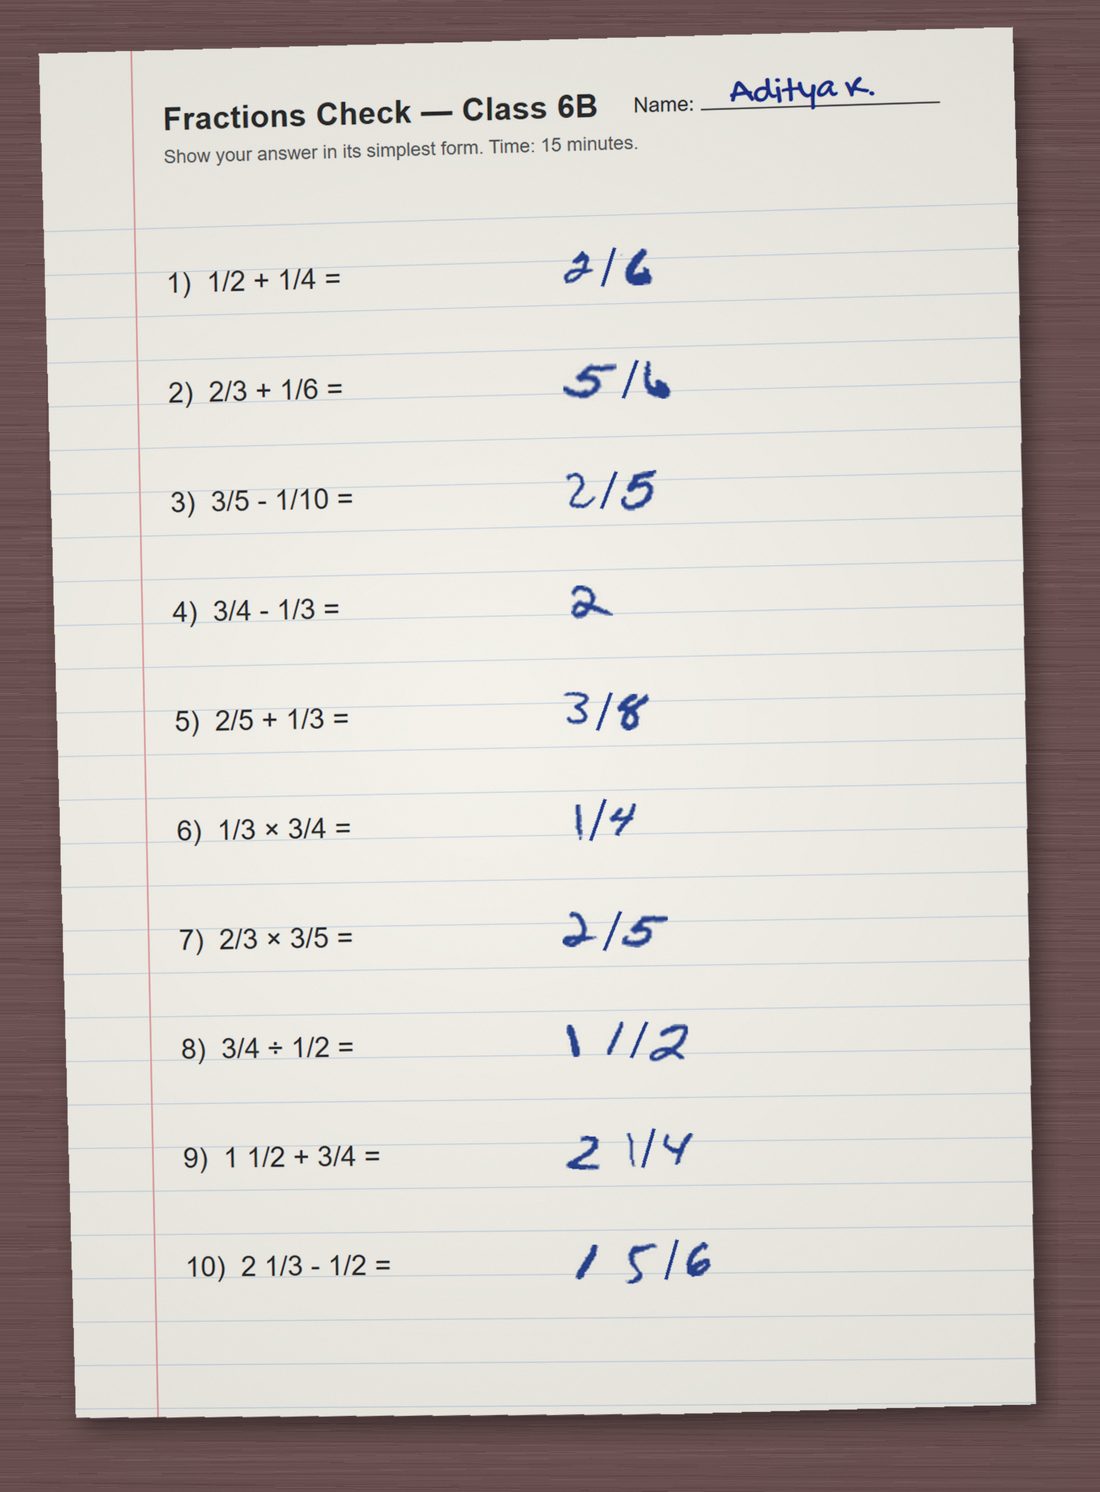 Fractions Check — Class 6B Name: Aditya K.
Show your answer in its simplest form. Time: 15 minutes.
1) 1/2 + 1/4 = 2/6
2) 2/3 + 1/6 = 5/6
3) 3/5 - 1/10 = 2/5
4) 3/4 - 1/3 = 2
5) 2/5 + 1/3 = 3/8
6) 1/3 × 3/4 = 1/4
7) 2/3 × 3/5 = 2/5
8) 3/4 ÷ 1/2 = 1 1/2
9) 1 1/2 + 3/4 = 2 1/4
10) 2 1/3 - 1/2 = 1 5/6